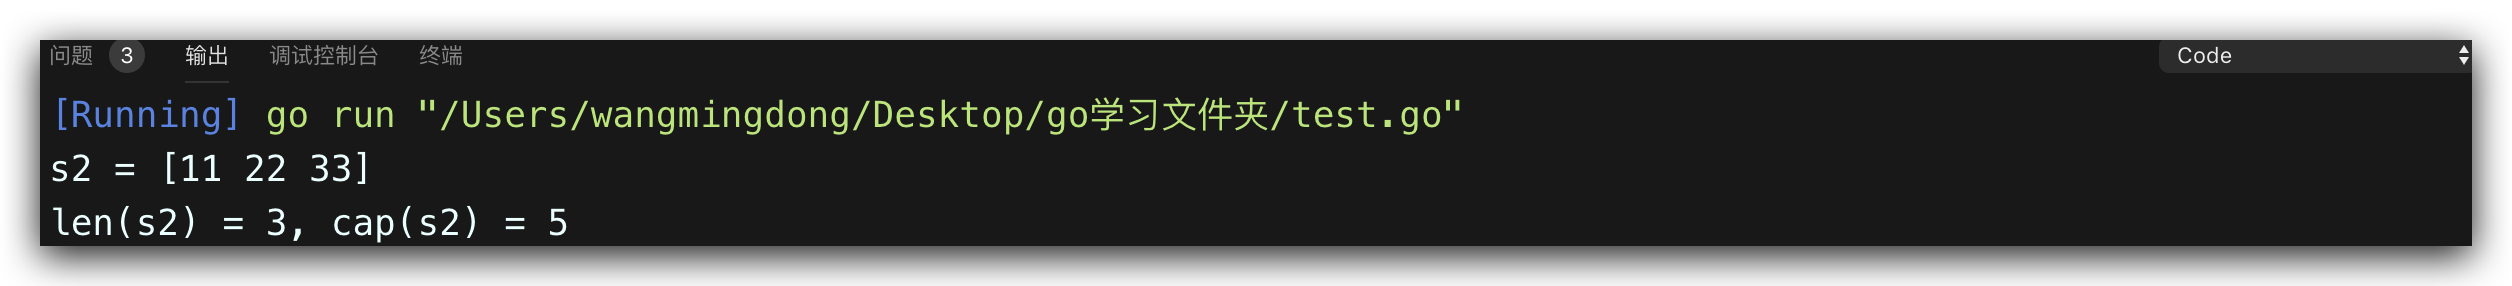 问题 3 输出 调试控制台 终端 Code
[Running] go run "/Users/wangmingdong/Desktop/go学习文件夹/test.go"
s2 = [11 22 33]
len(s2) = 3, cap(s2) = 5